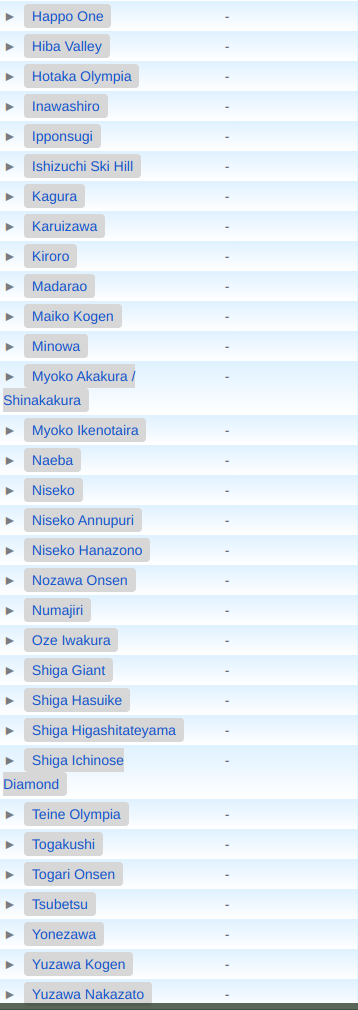 ► Happo One -
► Hiba Valley -
► Hotaka Olympia -
► Inawashiro -
► Ipponsugi -
► Ishizuchi Ski Hill -
► Kagura -
► Karuizawa -
► Kiroro -
► Madarao -
► Maiko Kogen -
► Minowa -
► Myoko Akakura / -
Shinakakura
► Myoko Ikenotaira -
► Naeba -
► Niseko -
► Niseko Annupuri -
► Niseko Hanazono -
► Nozawa Onsen -
► Numajiri -
► Oze Iwakura -
► Shiga Giant -
► Shiga Hasuike -
► Shiga Higashitateyama -
► Shiga Ichinose -
Diamond
► Teine Olympia -
► Togakushi -
► Togari Onsen -
► Tsubetsu -
► Yonezawa -
► Yuzawa Kogen -
► Yuzawa Nakazato -